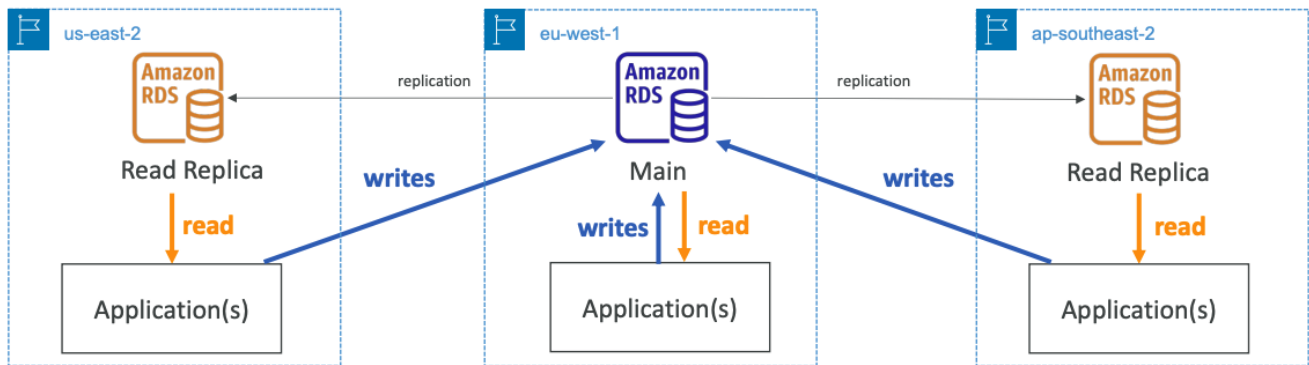 us-east-2
eu-west-1
ap-southeast-2
Amazon
RDS
replication
Amazon
RDS
replication
Amazon
RDS
Read Replica
writes
Main
writes
Read Replica
read
writes
read
read
Application(s)
Application(s)
Application(s)